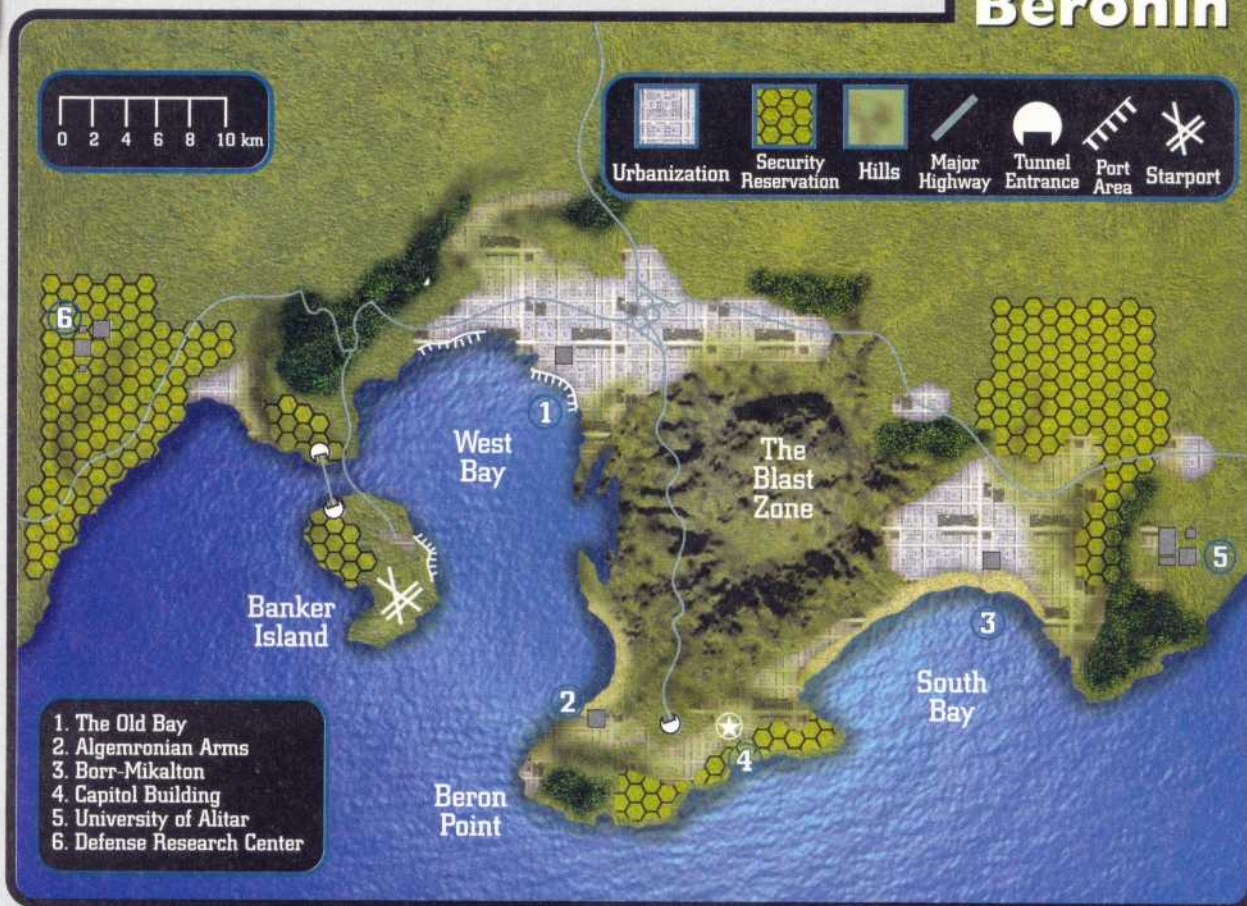 Beronin
0 2 4 6 8 10 km
Urbanization
Security
Reservation
Hills
Major
Highway
Tunnel
Entrance
Port
Area
Starport
6
1
West
Bay
The
Blast
Zone
5
Banker
Island
3
2
South
Bay
4
Beron
Point
1. The Old Bay
2. Algemronian Arms
3. Borr-Mikalton
4. Capitol Building
5. University of Alitar
6. Defense Research Center